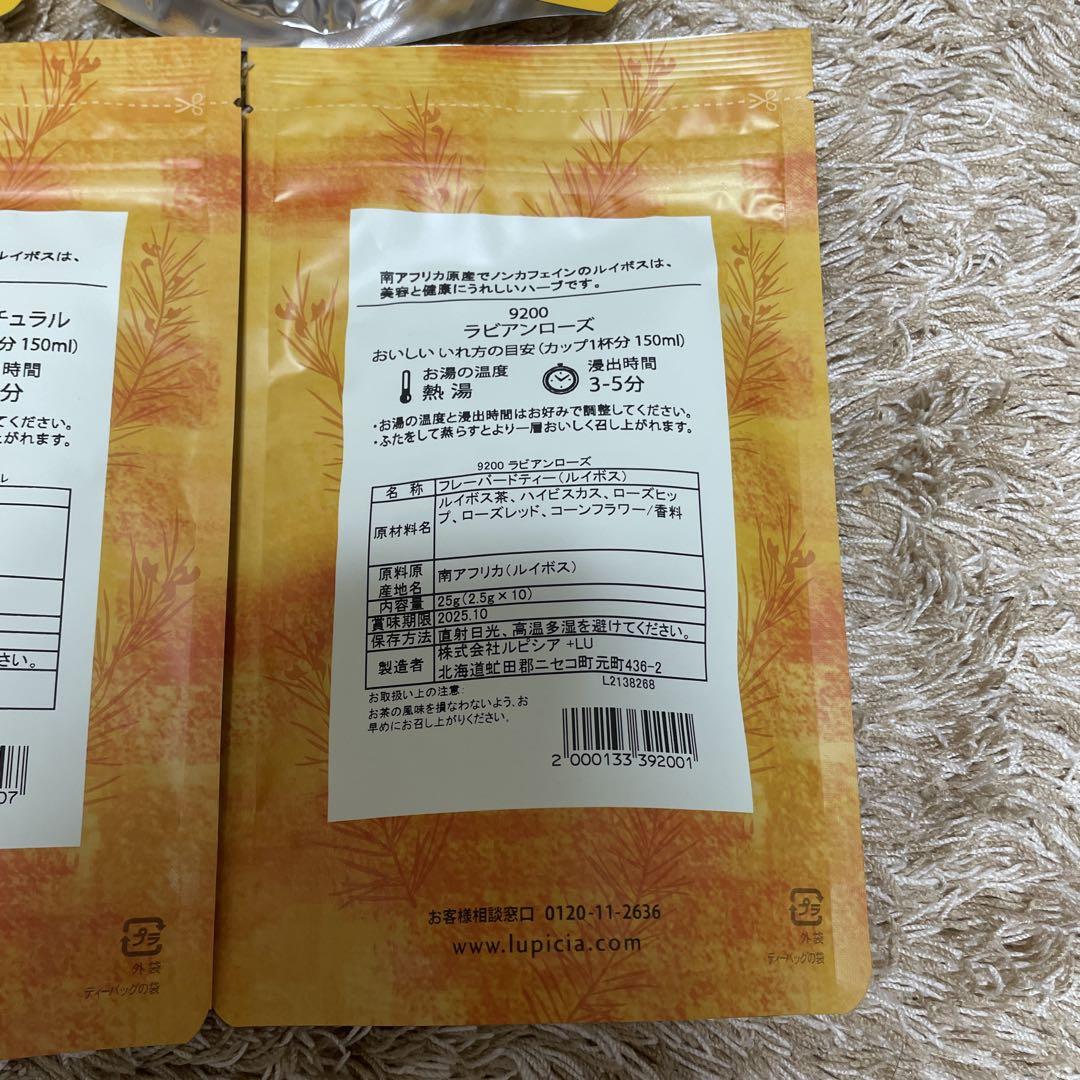 ルイボスは、
チュラル
分 150ml)
時間
分
てください。
がれます。
ル
さい。
07
プラ
外袋
ティーバッグの袋
南アフリカ原産でノンカフェインのルイボスは、
美容と健康にうれしいハーブです。
9200
ラビアンローズ
おいしい いれ方の目安(カップ1杯分 150ml)
お湯の温度
熱湯
浸出時間
3-5分
・お湯の温度と浸出時間はお好みで調整してください。
・ふたをして蒸らすとより一層おいしく召し上がれます。
9200 ラビアンローズ
名 称 フレーバードティー(ルイボス)
原材料名 ルイボス茶、ハイビスカス、ローズヒッ
プ、ローズレッド、コーンフラワー/香料
原料原
産地名 南アフリカ(ルイボス)
内容量 25g(2.5g×10)
賞味期限 2025.10
保存方法 直射日光、高温多湿を避けてください。
製造者 株式会社ルピシア +LU
北海道虻田郡ニセコ町元町436-2
L2138268
お取扱い上の注意:
お茶の風味を損なわないよう、お
早めにお召し上がりください。
2 000133 392001
お客様相談窓口 0120-11-2636
www.lupicia.com
プラ
外袋
ティーバッグの袋